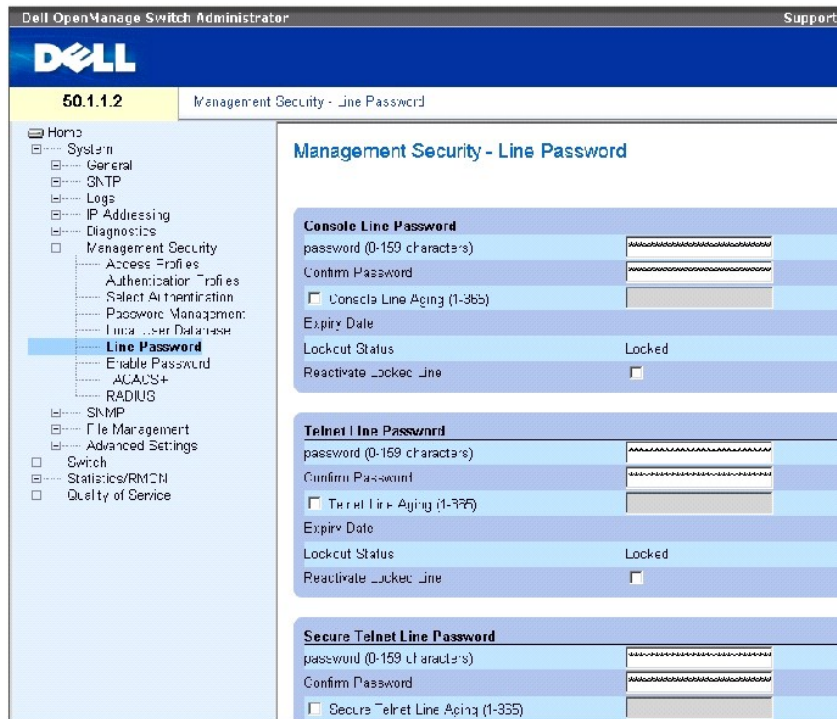 Dell OpenManage Switch Administrator
Support
DELL
50.1.1.2
Management Security - Line Password
Home
System
General
SNTP
Logs
IP Addressing
Diagnostics
Management Security
Access Profiles
Authentication Profiles
Select Authentication
Password Management
Local User Database
Line Password
Enable Password
TACACS+
RADIUS
SNMP
File Management
Advanced Settings
Switch
Statistics/RMON
Quality of Service
Management Security - Line Password
Console Line Password
password (0-159 characters)
Confirm Password
Console Line Aging (1-365)
Expiry Date
Lockout Status Locked
Reactivate Locked Line
Telnet Line Password
password (0-159 characters)
Confirm Password
Telnet Line Aging (1-365)
Expiry Date
Lockout Status Locked
Reactivate Locked Line
Secure Telnet Line Password
password (0-159 characters)
Confirm Password
Secure Telnet Line Aging (1-365)